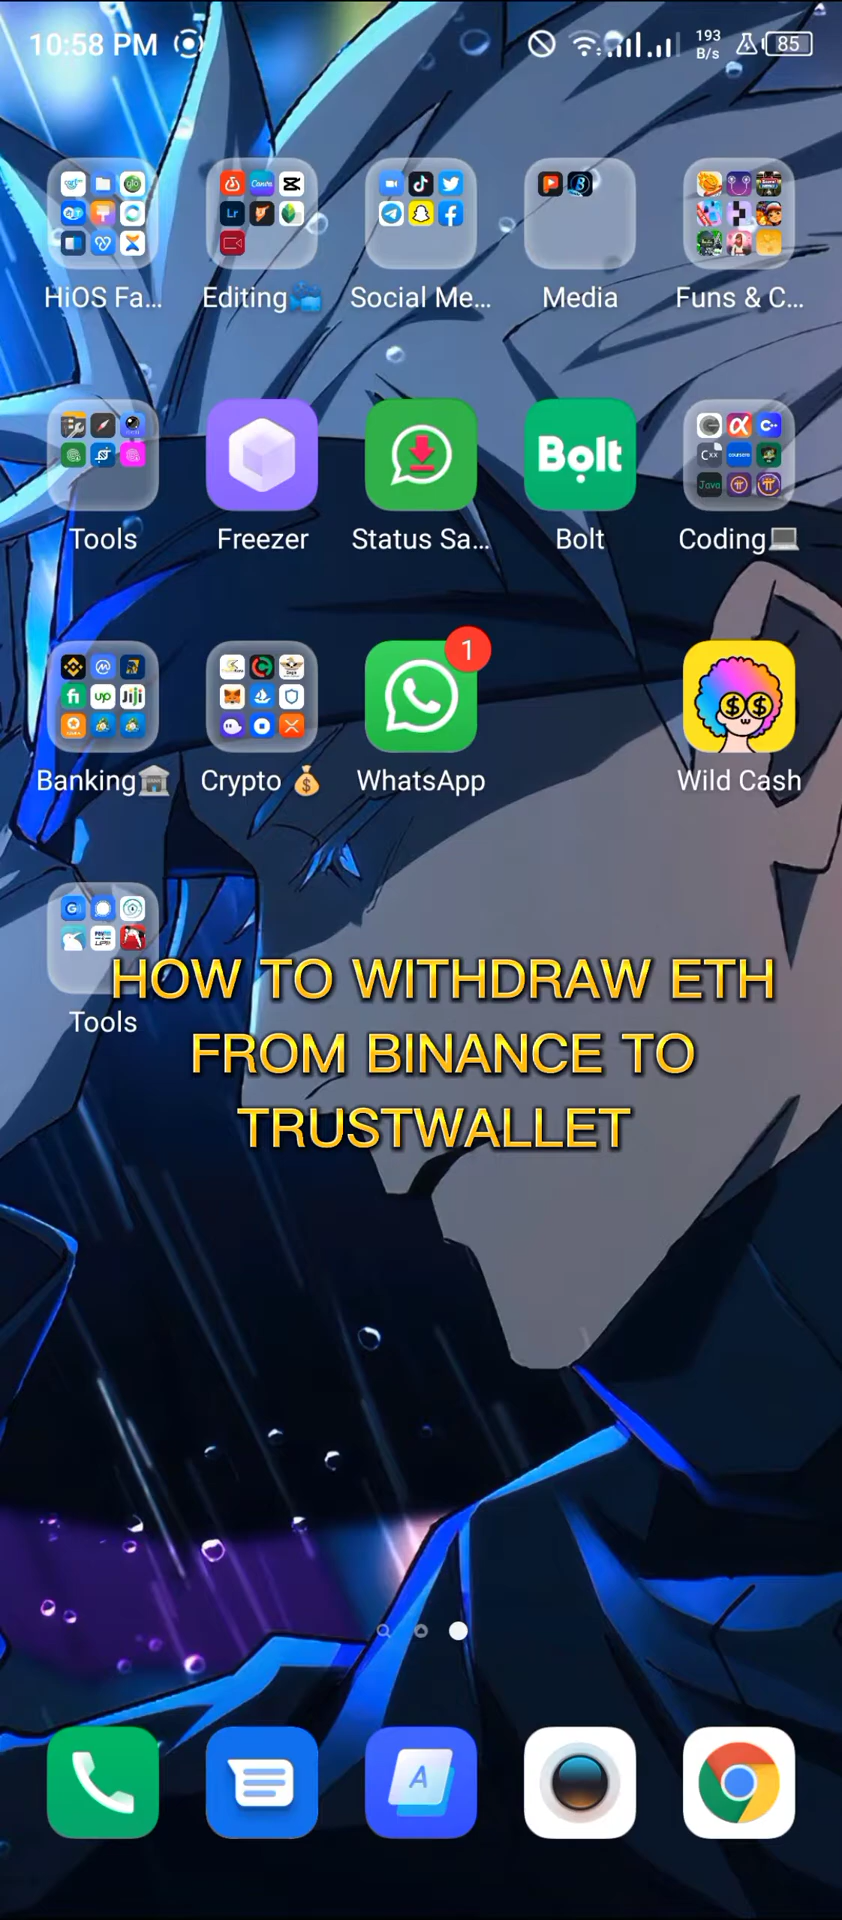 10:58 PM
193
B/s
85
HiOS Fa...
Editing
Social Me...
Media
Funs & C...
Bolt
Tools
Freezer
Status Sa...
Bolt
Coding
1
Banking
Crypto
WhatsApp
Wild Cash
Tools
HOW TO WITHDRAW ETH
FROM BINANCE TO
TRUSTWALLET
A